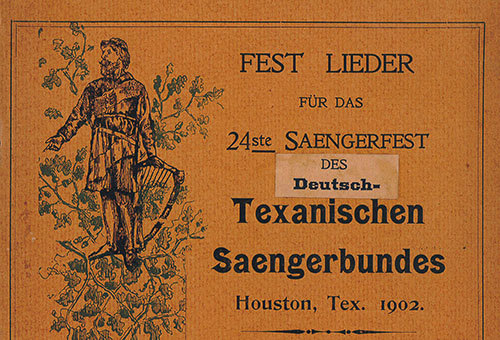 FEST LIEDER
FÜR DAS
24ste SAENGERFEST
DES
Deutsch-
Texanischen
Saengerbundes
Houston, Tex. 1902.